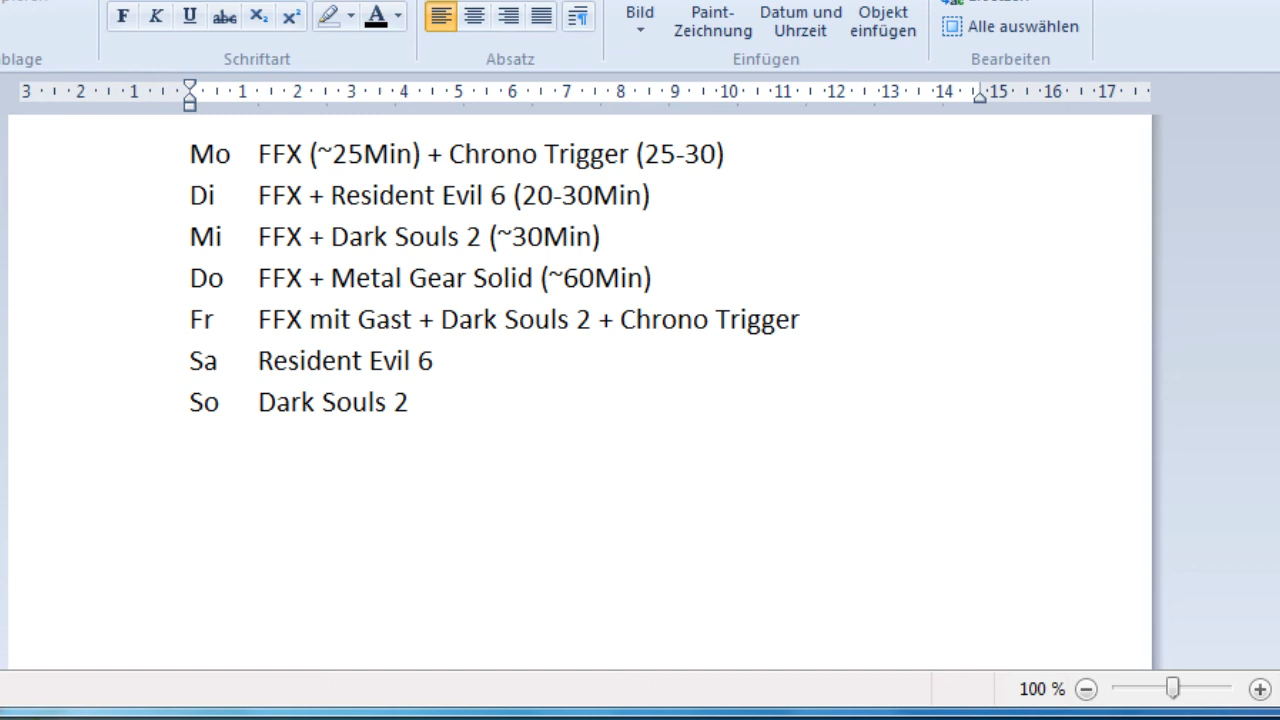 F K U abc X₂ X² A
Bild Paint- Datum und Objekt
Zeichnung Uhrzeit einfügen
Alle auswählen
blage Schriftart Absatz Einfügen Bearbeiten
3 2 1 1 2 3 4 5 6 7 8 9 10 11 12 13 14 15 16 17
Mo FFX (~25Min) + Chrono Trigger (25-30)
Di FFX + Resident Evil 6 (20-30Min)
Mi FFX + Dark Souls 2 (~30Min)
Do FFX + Metal Gear Solid (~60Min)
Fr FFX mit Gast + Dark Souls 2 + Chrono Trigger
Sa Resident Evil 6
So Dark Souls 2
100 %